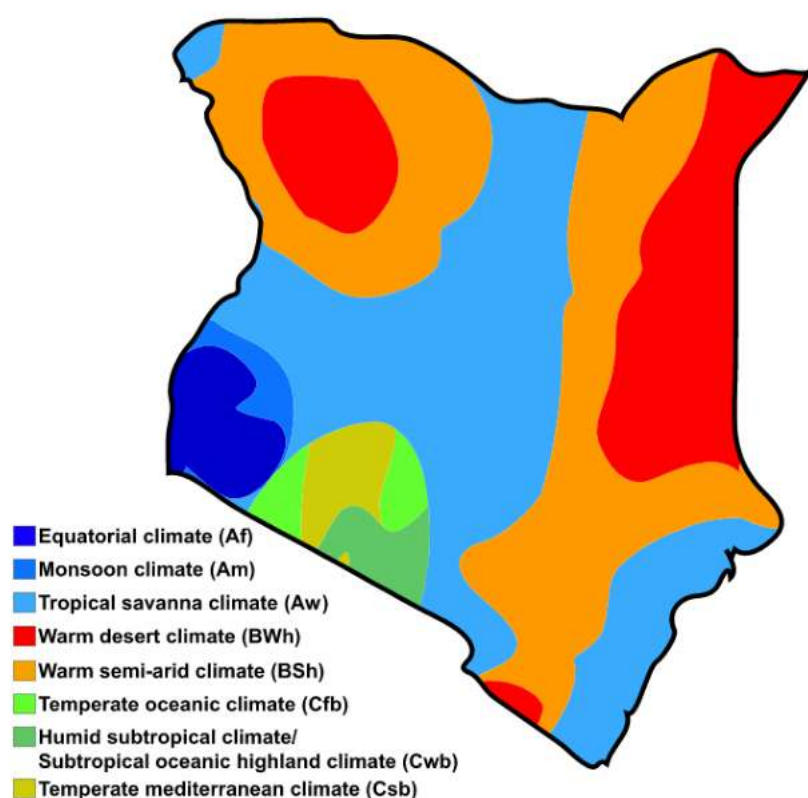 Equatorial climate (Af)
Monsoon climate (Am)
Tropical savanna climate (Aw)
Warm desert climate (BWh)
Warm semi-arid climate (BSh)
Temperate oceanic climate (Cfb)
Humid subtropical climate/
Subtropical oceanic highland climate (Cwb)
Temperate mediterranean climate (Csb)